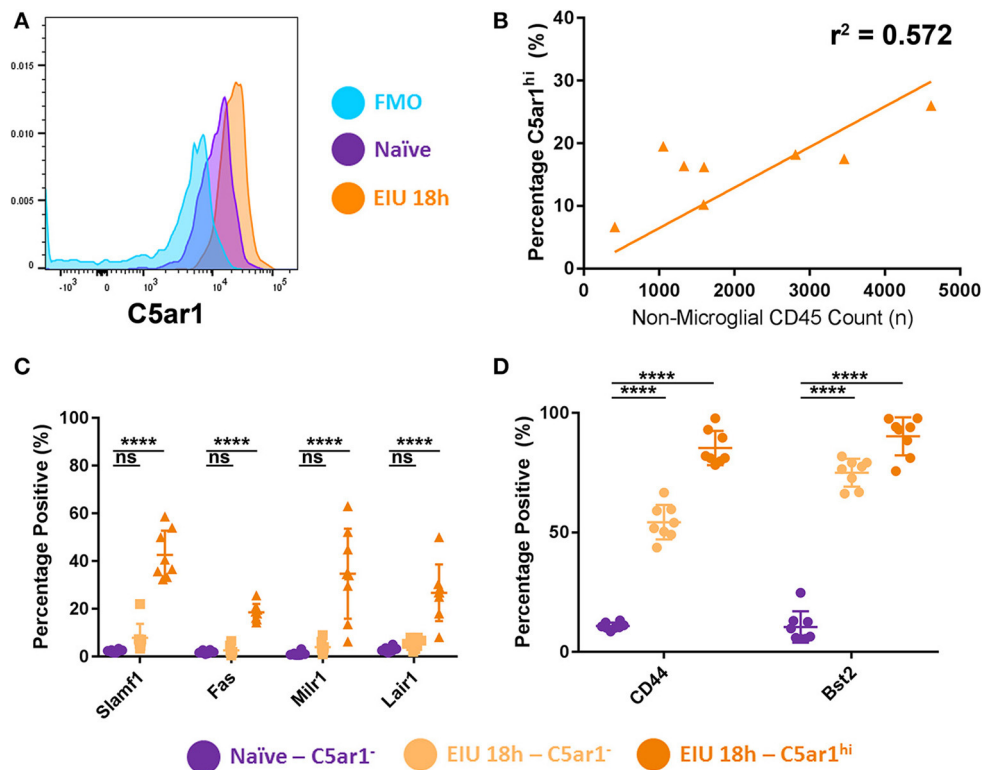 A
0.015
0.010
0.005
0
-10³ 0 10³ 10⁴ 10⁵
C5ar1
FMO
Naïve
EIU 18h
B
r² = 0.572
Percentage C5ar1ʰⁱ (%)
40
30
20
10
0
0 1000 2000 3000 4000 5000
Non-Microglial CD45 Count (n)
C
Percentage Positive (%)
100
80
60
40
20
0
**** **** **** ****
ns ns ns ns
Slamf1 Fas Milr1 Lair1
D
Percentage Positive (%)
100
50
0
**** ****
**** ****
CD44 Bst2
Naïve – C5ar1⁻ EIU 18h – C5ar1⁻ EIU 18h – C5ar1ʰⁱ